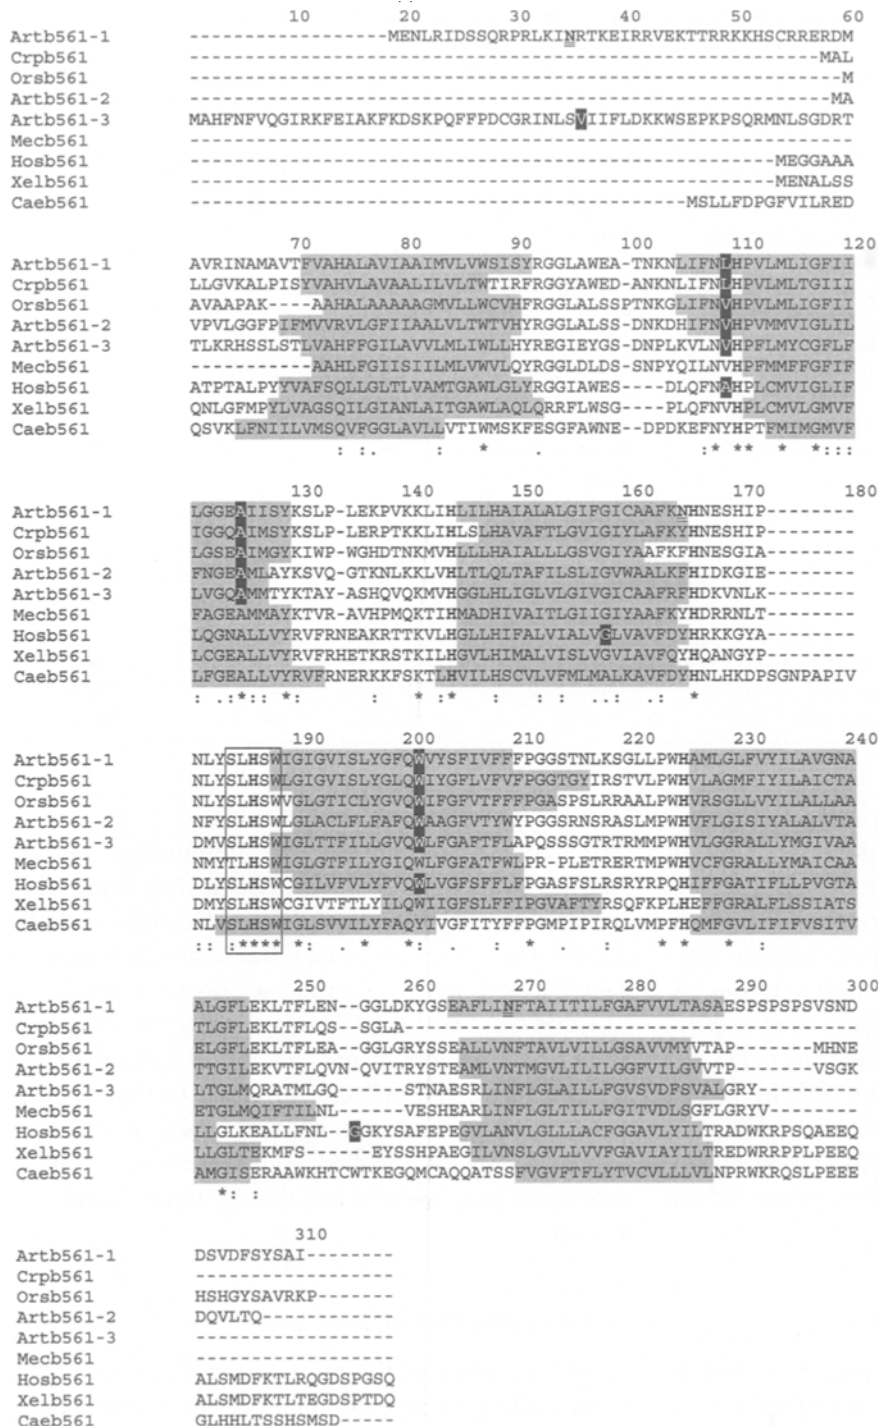 10 20 30 40 50 60
Artb561-1 ------------------MENLRIDSSQRPRLKINRTKEIRRVEKTTRRKKHSCRRERDM
Crpb561 ---------------------------------------------------------MAL
Orsb561 -----------------------------------------------------------M
Artb561-2 ----------------------------------------------------------MA
Artb561-3 MAHFNFVQGIRKFEIAKFKDSKPQFFPDCGRINLSVIIFLDKKWSEPKPSQRMNLSGDRT
Mecb561 ------------------------------------------------------------
Hosb561 -----------------------------------------------------MEGGAAA
Xelb561 -----------------------------------------------------MENALSS
Caeb561 ---------------------------------------------MSLLFDPGFVILRED
70 80 90 100 110 120
Artb561-1 AVRINAMAVTFVAHALAVIAAIMVLVWSISYRGGLAWEA-TNKNLIFNLHPVLMLIGFII
Crpb561 LLGVKALPISYVAHVLAVAALILVLTWTIRFRGGYAWED-ANKNLIFNLHPVLMLTGIII
Orsb561 AVAAPAK----AAHALAAAAGMVLLWCVHFRGGLALSSPTNKGLIFNVHPVLMLIGFII
Artb561-2 VPVLGGFPIFMVVRVLGFIIAALVLTWTVHYRGGLALSS-DNKDHIFNVHPVMMVIGLIL
Artb561-3 TLKRHSSLSTLVAHFFGILAVVLMLIWLLHYREGIEYGS-DNPLKVLNVHPFLMYCGFLF
Mecb561 -----------AAHLFGIISIILMLVWVLQYRGGLDLDS-SNPYQILNVHPFMMFFGFIF
Hosb561 ATPTALPYYVAFSQLLGLTLVAMTGAWLGLYRGGIAWES----DLQFNAHPLCMVIGLIF
Xelb561 QNLGFMPYLVAGSQILGIANLAITGAWLAQLQRRFLWSG----PLQFNVHPLCMVLGMVF
Caeb561 QSVKLFNIILVMSQVFGGLAVLLVTIWMSKFESGFAWNE--DPDKEFNYHPTFMIMGMVF
: :. : * . :* ** * *:::
130 140 150 160 170 180
Artb561-1 LGGEAIISYKSLP-LEKPVKKLIHLILHAIALALGIFGICAAFKNHNESHIP--------
Crpb561 IGGQAIMSYKSLP-LERPTKKLIHLSLHAVAFTLGVIGIYLAFKYHNESHIP--------
Orsb561 LGSEAIMGYKIWP-WGHDTNKMVHLLLHAIALLLGSVGIYAAFKFHNESGIA--------
Artb561-2 FNGEAMLAYKSVQ-GTKNLKKLVHLTLQLTAFILSLIGVWAALKFHIDKGIE--------
Artb561-3 LVGQAMMTYKTAY-ASHQVQKMVHGGLHLIGLVLGIVGICAAFRFHDKVNLK--------
Mecb561 FAGEAMMAYKTVR-AVHPMQKTIHMADHIVAITLGIIGIYAAFKYHDRRNLT--------
Hosb561 LQGNALLVYRVFRNEAKRTTKVLHGLLHIFALVIALVGLVAVFDYHRKKGYA--------
Xelb561 LCGEALLVYRVFRHETKRSTKILHGVLHIMALVISLVGVIAVFQYHQANGYP--------
Caeb561 LFGEALLVYRVFRNERKKFSKTLHVILHSCVLVFMLMALKAVFDYHNLHKDPSGNPAPIV
: .:*:: *: : * :* : : : .: :: *
190 200 210 220 230 240
Artb561-1 NLYSLHSWIGIGVISLYGFQWVYSFIVFFFPGGSTNLKSGLLPWHAMLGLFVYILAVGNA
Crpb561 NLYSLHSWLGIGVISLYGLQWIYGFLVFVFPGGTGYIRSTVLPWHVLAGMFIYILAICTA
Orsb561 NLYSLHSWVGLGTICLYGLQWIFGFVTFFFPGASPSLRRAALPWHVRSGLLVYILALLAA
Artb561-2 NFYSLHSWLGLACLFLFAFQWAAGFVTYWYPGGSRNSRASLMPWHVFLGISIYALALVTA
Artb561-3 DMVSLHSWIGLTTFILLGVQWLFGAFTFLAPQSSSGTRTRMMPWHVLGGRALLYMGIVAA
Mecb561 NMYTLHSWIGLGTFILYGIQWLFGFATFWLPR-PLETRERTMPWHVCFGRALLYMAICAA
Hosb561 DLYSLHSWCGILVFVLYFVQWLVGFSFFLFPGASFSLRSRYRPQHIFFGATIFLLPVGTA
Xelb561 DMYSLHSWCGIVTFTLYILQWIIGFSLFFIPGVAFTYRSQFKPLHEFFGRALFLSSIATS
Caeb561 NLVSLHSWIGLSVVILYFAQYIVGFITYFFPGMPIPIRQLVMPFHQMFGVLIFIFVSITV
:: :**** *: . * *: . : * . : * * * :
250 260 270 280 290 300
Artb561-1 ALGFLEKLTFLEN--GGLDKYGSEAFLINFTAIITILFGAFVVLTASAESPSPSPSVSND
Crpb561 TLGFLEKLTFLQS--SGLA-----------------------------------------
Orsb561 ELGFLEKLTFLEA--GGLGRYSSEALLVNFTAVLVILLGSAVVMYVTAP------MHNE
Artb561-2 TTGILEKVTFLQVN-QVITRYSTEAMLVNTMGVLILILGGFVILGVVTP------VSGK
Artb561-3 LTGLMQRATMLGQ-----STNAESRLINFLGLAILLFGVSVDFSVALGRY---------
Mecb561 ETGLMQIFTILNL-----VESHEARLINFLGLTILLFGITVDLSGFLGRYV--------
Hosb561 LLGLKEALLFNL--GGKYSAFEPEGVLANVLGLLLACFGGAVLYILTRADWKRPSQAEEQ
Xelb561 LLGLTEKMFS-----EYSSHPAEGILVNSLGVLLVVFGAVIAYILTREDWRRPPLPEEQ
Caeb561 AMGISERAAWKHTCWTKEGQMCAQQATSSFVGVFTFLYTVCVLLLVLNPRWKRQSLPEEE
*: :
310
Artb561-1 DSVDFSYSAI--------
Crpb561 ------------------
Orsb561 HSHGYSAVRKP-------
Artb561-2 DQVLTQ------------
Artb561-3 ------------------
Mecb561 ------------------
Hosb561 ALSMDFKTLRQGDSPGSQ
Xelb561 ALSMDFKTLTEGDSPTDQ
Caeb561 GLHHLTSSHSMSD-----